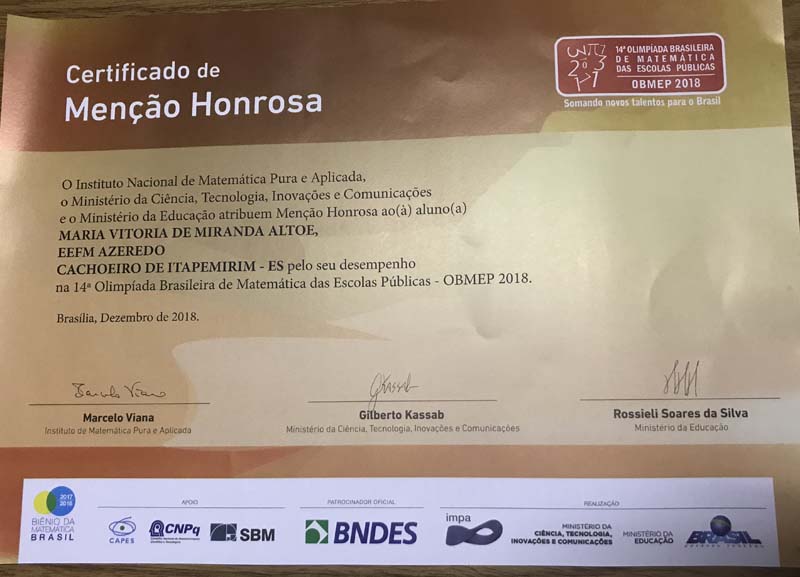 Certificado de
Menção Honrosa
14ª OLIMPÍADA BRASILEIRA
DE MATEMÁTICA
DAS ESCOLAS PÚBLICAS
OBMEP 2018
Somando novos talentos para o Brasil
O Instituto Nacional de Matemática Pura e Aplicada,
o Ministério da Ciência, Tecnologia, Inovações e Comunicações
e o Ministério da Educação atribuem Menção Honrosa ao(à) aluno(a)
MARIA VITORIA DE MIRANDA ALTOE,
EEFM AZEREDO
CACHOEIRO DE ITAPEMIRIM - ES pelo seu desempenho
na 14ª Olimpíada Brasileira de Matemática das Escolas Públicas - OBMEP 2018.
Brasília, Dezembro de 2018.
Marcelo Viana
Instituto de Matemática Pura e Aplicada
Gilberto Kassab
Ministério da Ciência, Tecnologia, Inovações e Comunicações
Rossieli Soares da Silva
Ministério da Educação
2017
2018
BIÊNIO DA
MATEMÁTICA
BRASIL
APOIO
CAPES
CNPq
SBM
PATROCINADOR OFICIAL
BNDES
REALIZAÇÃO
impa
MINISTÉRIO DA
CIÊNCIA, TECNOLOGIA,
INOVAÇÕES E COMUNICAÇÕES
MINISTÉRIO DA
EDUCAÇÃO
BRASIL